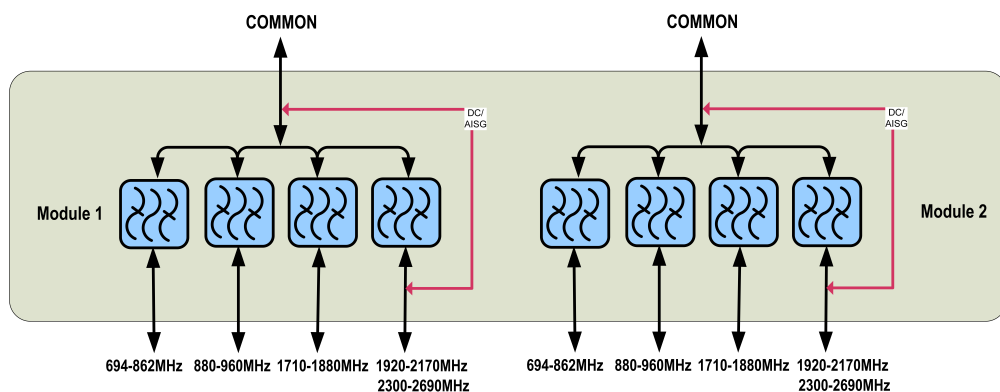 COMMON
COMMON
DC/
AISG
DC/
AISG
Module 1
Module 2
694-862MHz
880-960MHz
1710-1880MHz
1920-2170MHz
2300-2690MHz
694-862MHz
880-960MHz
1710-1880MHz
1920-2170MHz
2300-2690MHz